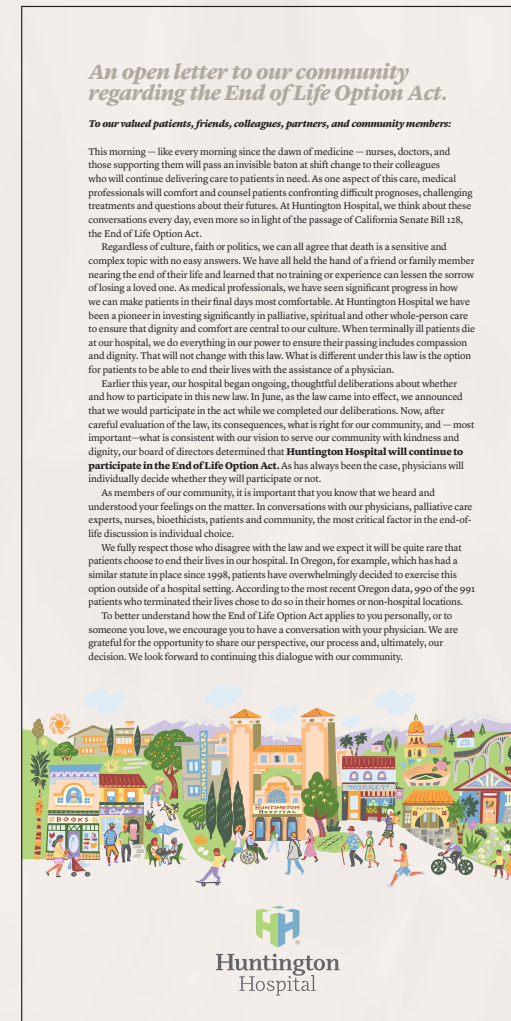 An open letter to our community
regarding the End of Life Option Act.
To our valued patients, friends, colleagues, partners, and community members:
This morning — like every morning since the dawn of medicine — nurses, doctors, and
those supporting them will pass an invisible baton at shift change to their colleagues
who will continue delivering care to patients in need. As one aspect of this care, medical
professionals will comfort and counsel patients confronting difficult prognoses, challenging
treatments and questions about their futures. At Huntington Hospital, we think about these
conversations every day, even more so in light of the passage of California Senate Bill 128,
the End of Life Option Act.
Regardless of culture, faith or politics, we can all agree that death is a sensitive and
complex topic with no easy answers. We have all held the hand of a friend or family member
nearing the end of their life and learned that no training or experience can lessen the sorrow
of losing a loved one. As medical professionals, we have seen significant progress in how
we can make patients in their final days most comfortable. At Huntington Hospital we have
been a pioneer in investing significantly in palliative, spiritual and other whole-person care
to ensure that dignity and comfort are central to our culture. When terminally ill patients die
at our hospital, we do everything in our power to ensure their passing includes compassion
and dignity. That will not change with this law. What is different under this law is the option
for patients to be able to end their lives with the assistance of a physician.
Earlier this year, our hospital began ongoing, thoughtful deliberations about whether
and how to participate in this new law. In June, as the law came into effect, we announced
that we would participate in the act while we completed our deliberations. Now, after
careful evaluation of the law, its consequences, what is right for our community, and — most
important—what is consistent with our vision to serve our community with kindness and
dignity, our board of directors determined that Huntington Hospital will continue to
participate in the End of Life Option Act. As has always been the case, physicians will
individually decide whether they will participate or not.
As members of our community, it is important that you know that we heard and
understood your feelings on the matter. In conversations with our physicians, palliative care
experts, nurses, bioethicists, patients and community, the most critical factor in the end-of-
life discussion is individual choice.
We fully respect those who disagree with the law and we expect it will be quite rare that
patients choose to end their lives in our hospital. In Oregon, for example, which has had a
similar statute in place since 1998, patients have overwhelmingly decided to exercise this
option outside of a hospital setting. According to the most recent Oregon data, 990 of the 991
patients who terminated their lives chose to do so in their homes or non-hospital locations.
To better understand how the End of Life Option Act applies to you personally, or to
someone you love, we encourage you to have a conversation with your physician. We are
grateful for the opportunity to share our perspective, our process and, ultimately, our
decision. We look forward to continuing this dialogue with our community.
BOOKS
Cafe
HUNTINGTON
HOSPITAL
MARKET
PASADENA
Huntington
Hospital